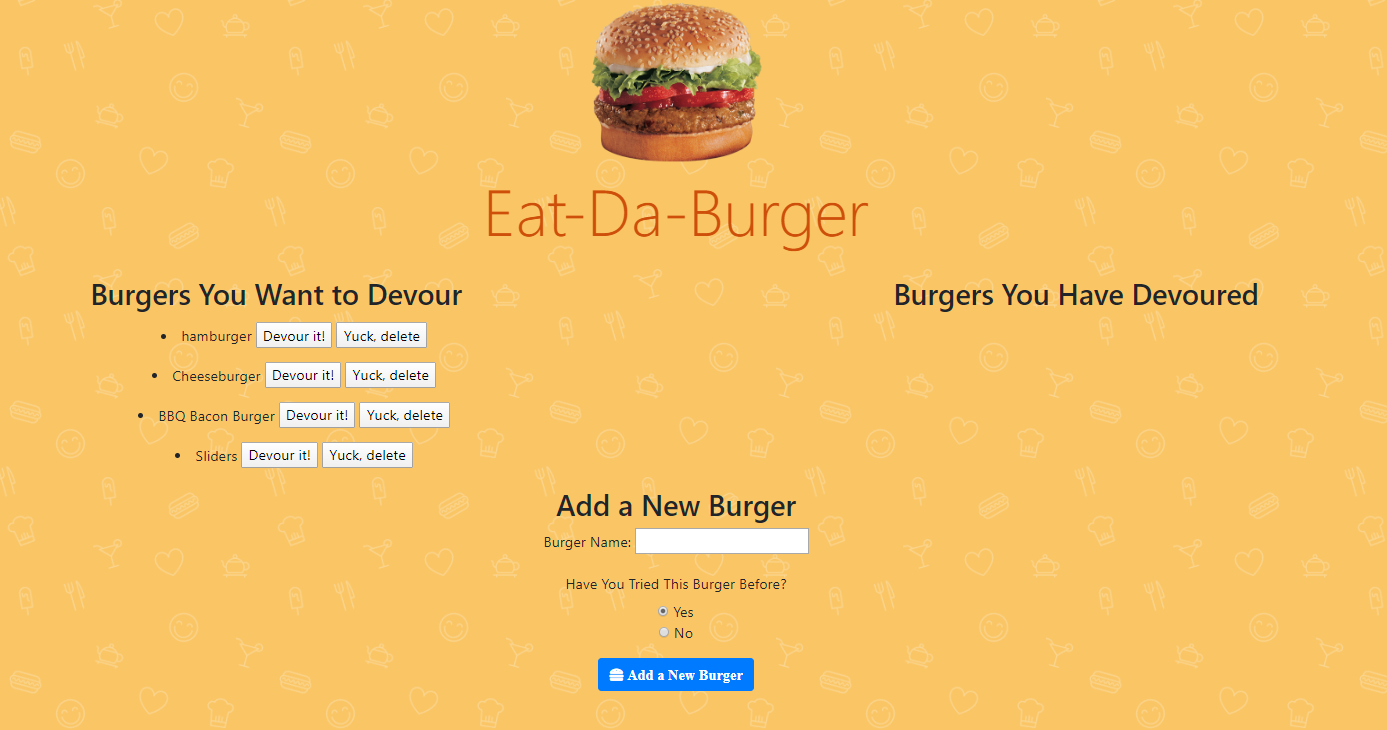 Eat-Da-Burger
Burgers You Want to Devour
hamburger Devour it! Yuck, delete
Cheeseburger Devour it! Yuck, delete
BBQ Bacon Burger Devour it! Yuck, delete
Sliders Devour it! Yuck, delete
Burgers You Have Devoured
Add a New Burger
Burger Name:
Have You Tried This Burger Before?
Yes
No
Add a New Burger